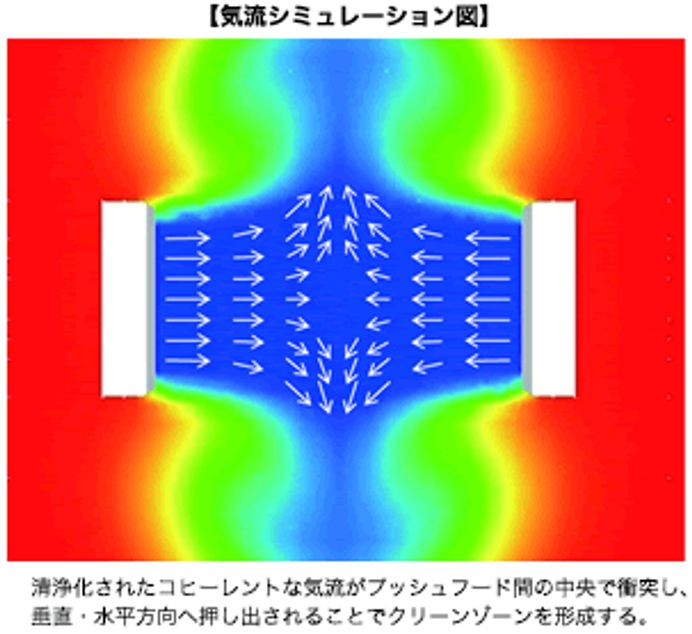 【気流シミュレーション図】
清浄化されたコヒーレントな気流がプッシュフード間の中央で衝突し、
垂直・水平方向へ押し出されることでクリーンゾーンを形成する。